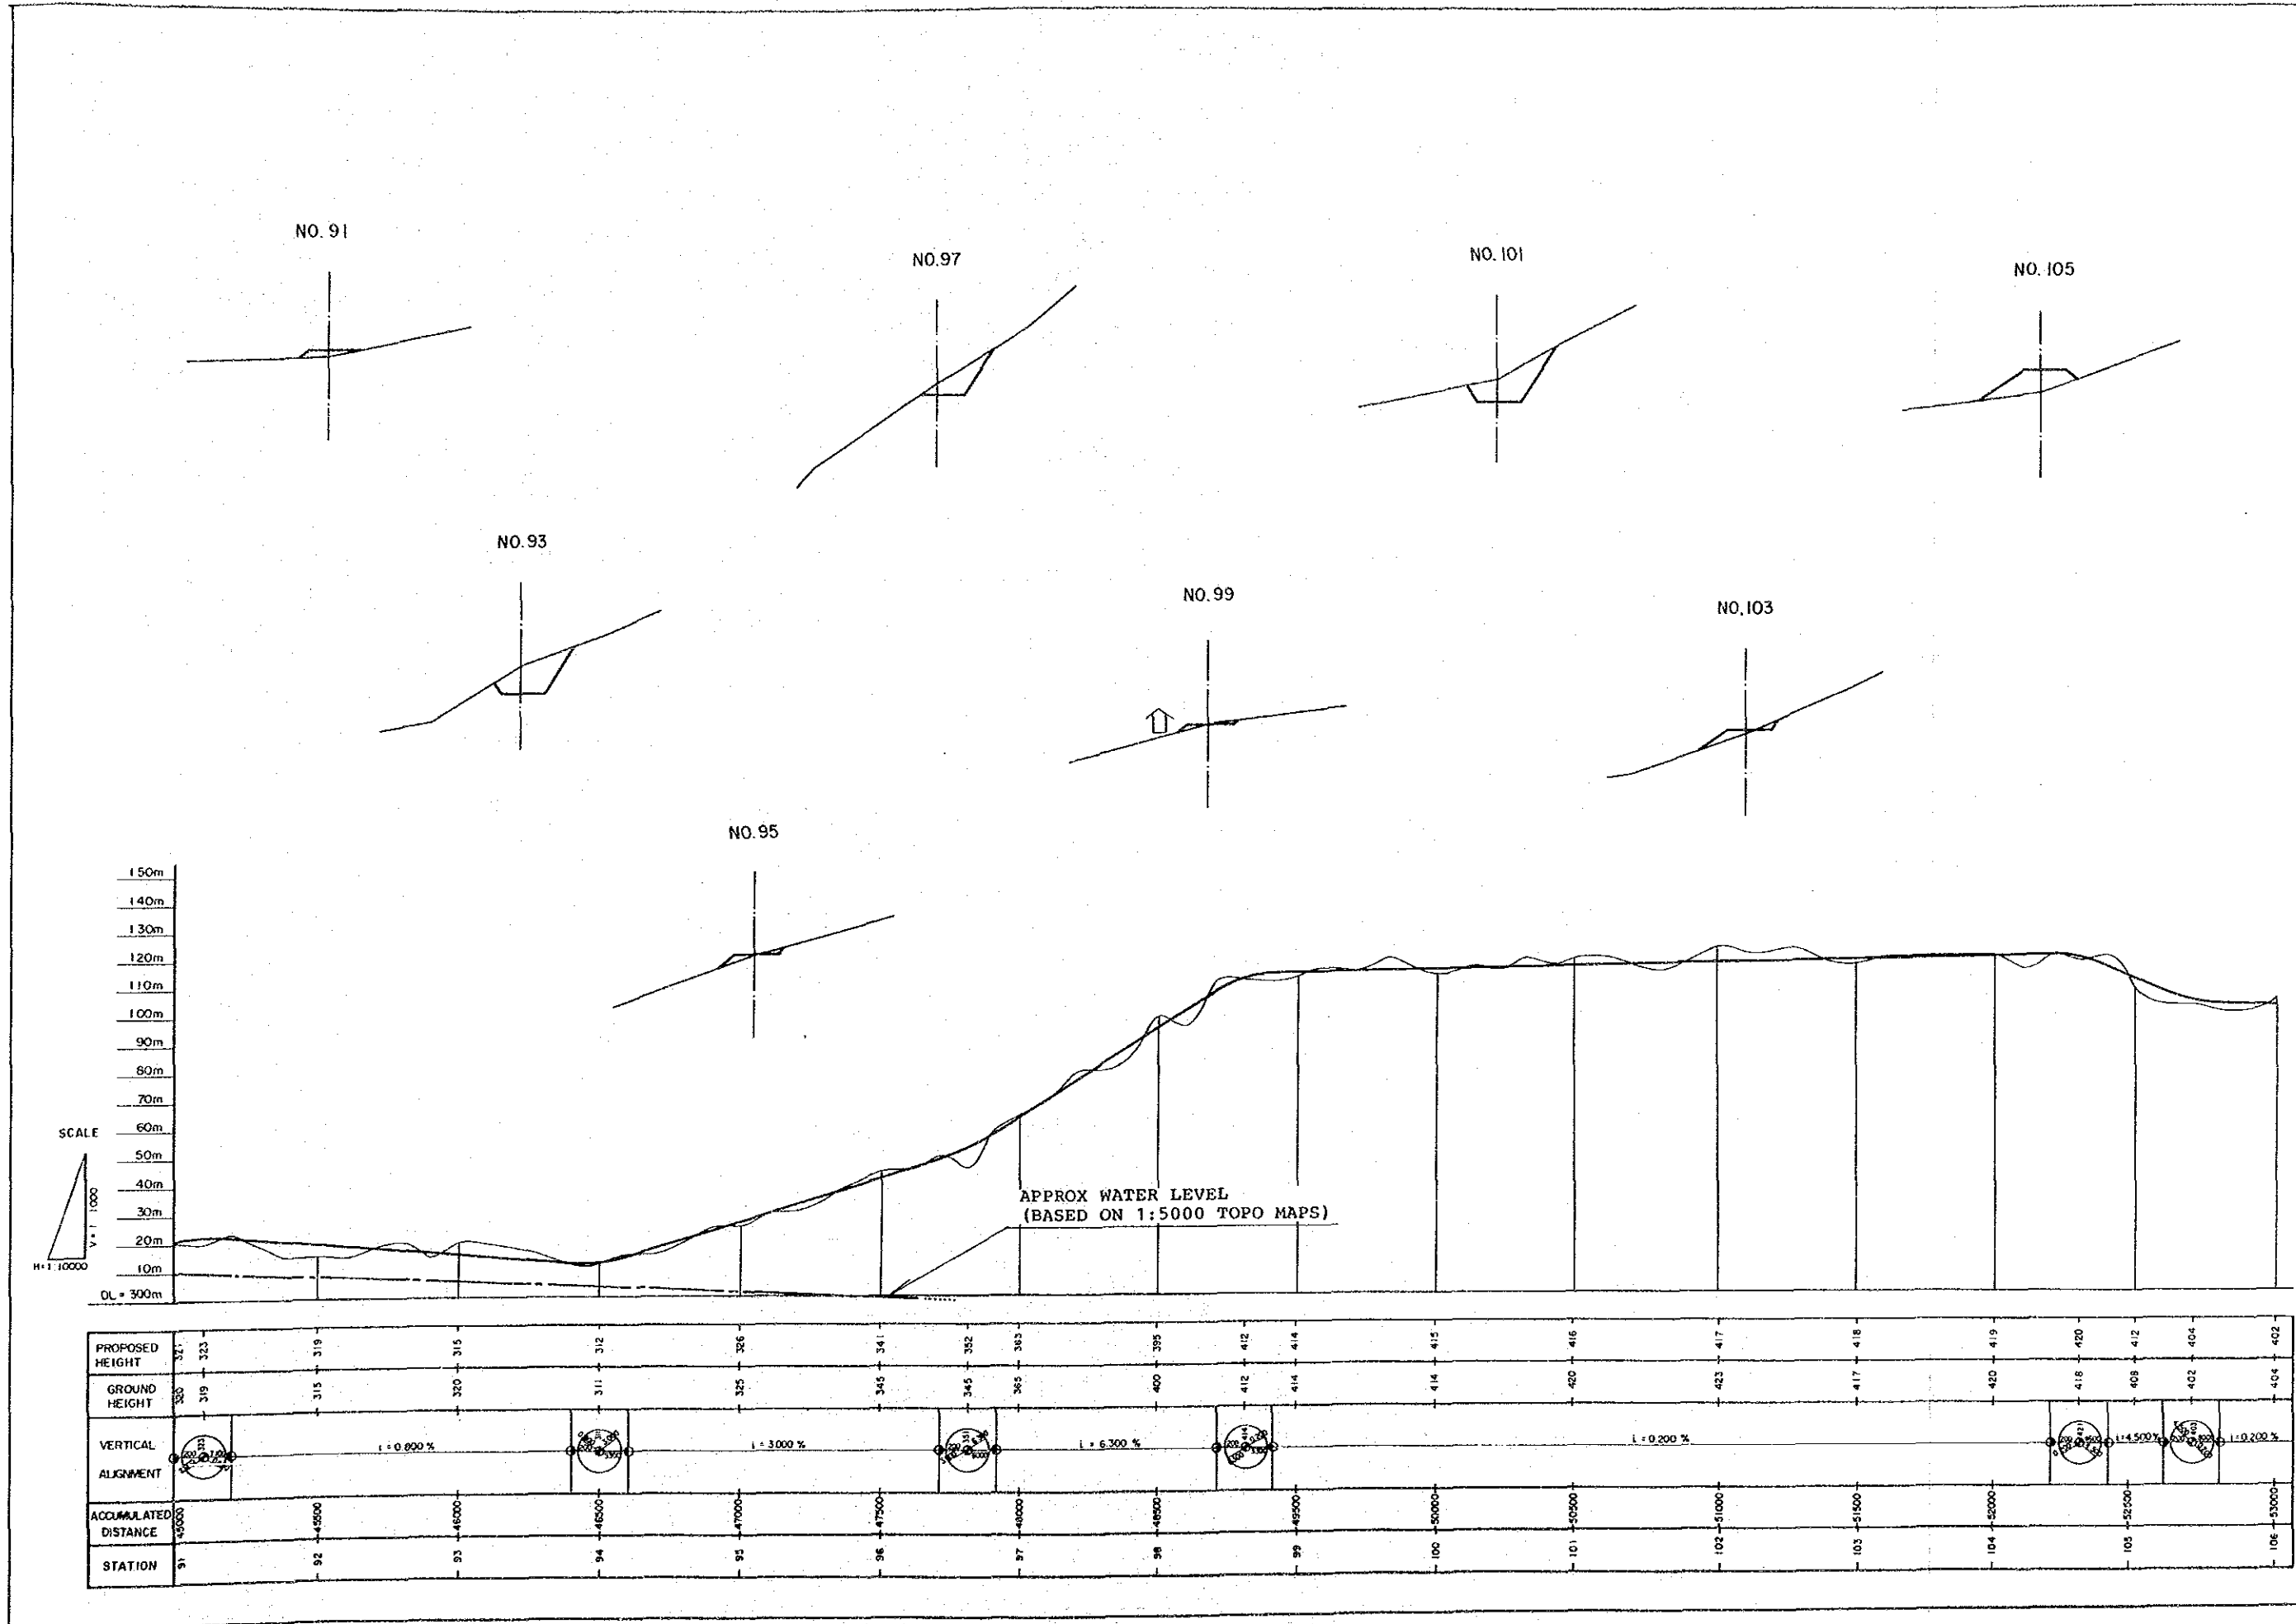 NO. 91
NO.97
NO. 101
NO. 105
NO.93
NO.99
NO.103
NO.95
150m
140m
130m
120m
110m
100m
90m
80m
70m
60m
50m
40m
30m
20m
10m
DL = 300m
SCALE
V = 1 : 1000
H=1:10000
APPROX WATER LEVEL
(BASED ON 1:5000 TOPO MAPS)
PROPOSED HEIGHT 321 323 319 315 312 326 341 352 363 395 412 414 415 416 417 418 419 420 412 404 402
GROUND HEIGHT 320 319 315 320 311 325 345 345 365 400 412 414 414 420 423 417 420 418 408 402 404
VERTICAL ALIGNMENT i = 0.800 % i = 3.000 % i = 6.300 % i = 0.200 % i=4.500% i=0.200 %
ACCUMULATED DISTANCE 45000 45500 46000 46500 47000 47500 48000 48500 49500 50000 50500 51000 51500 52000 52500 53000
STATION 91 92 93 94 95 96 97 98 99 100 101 102 103 104 105 106